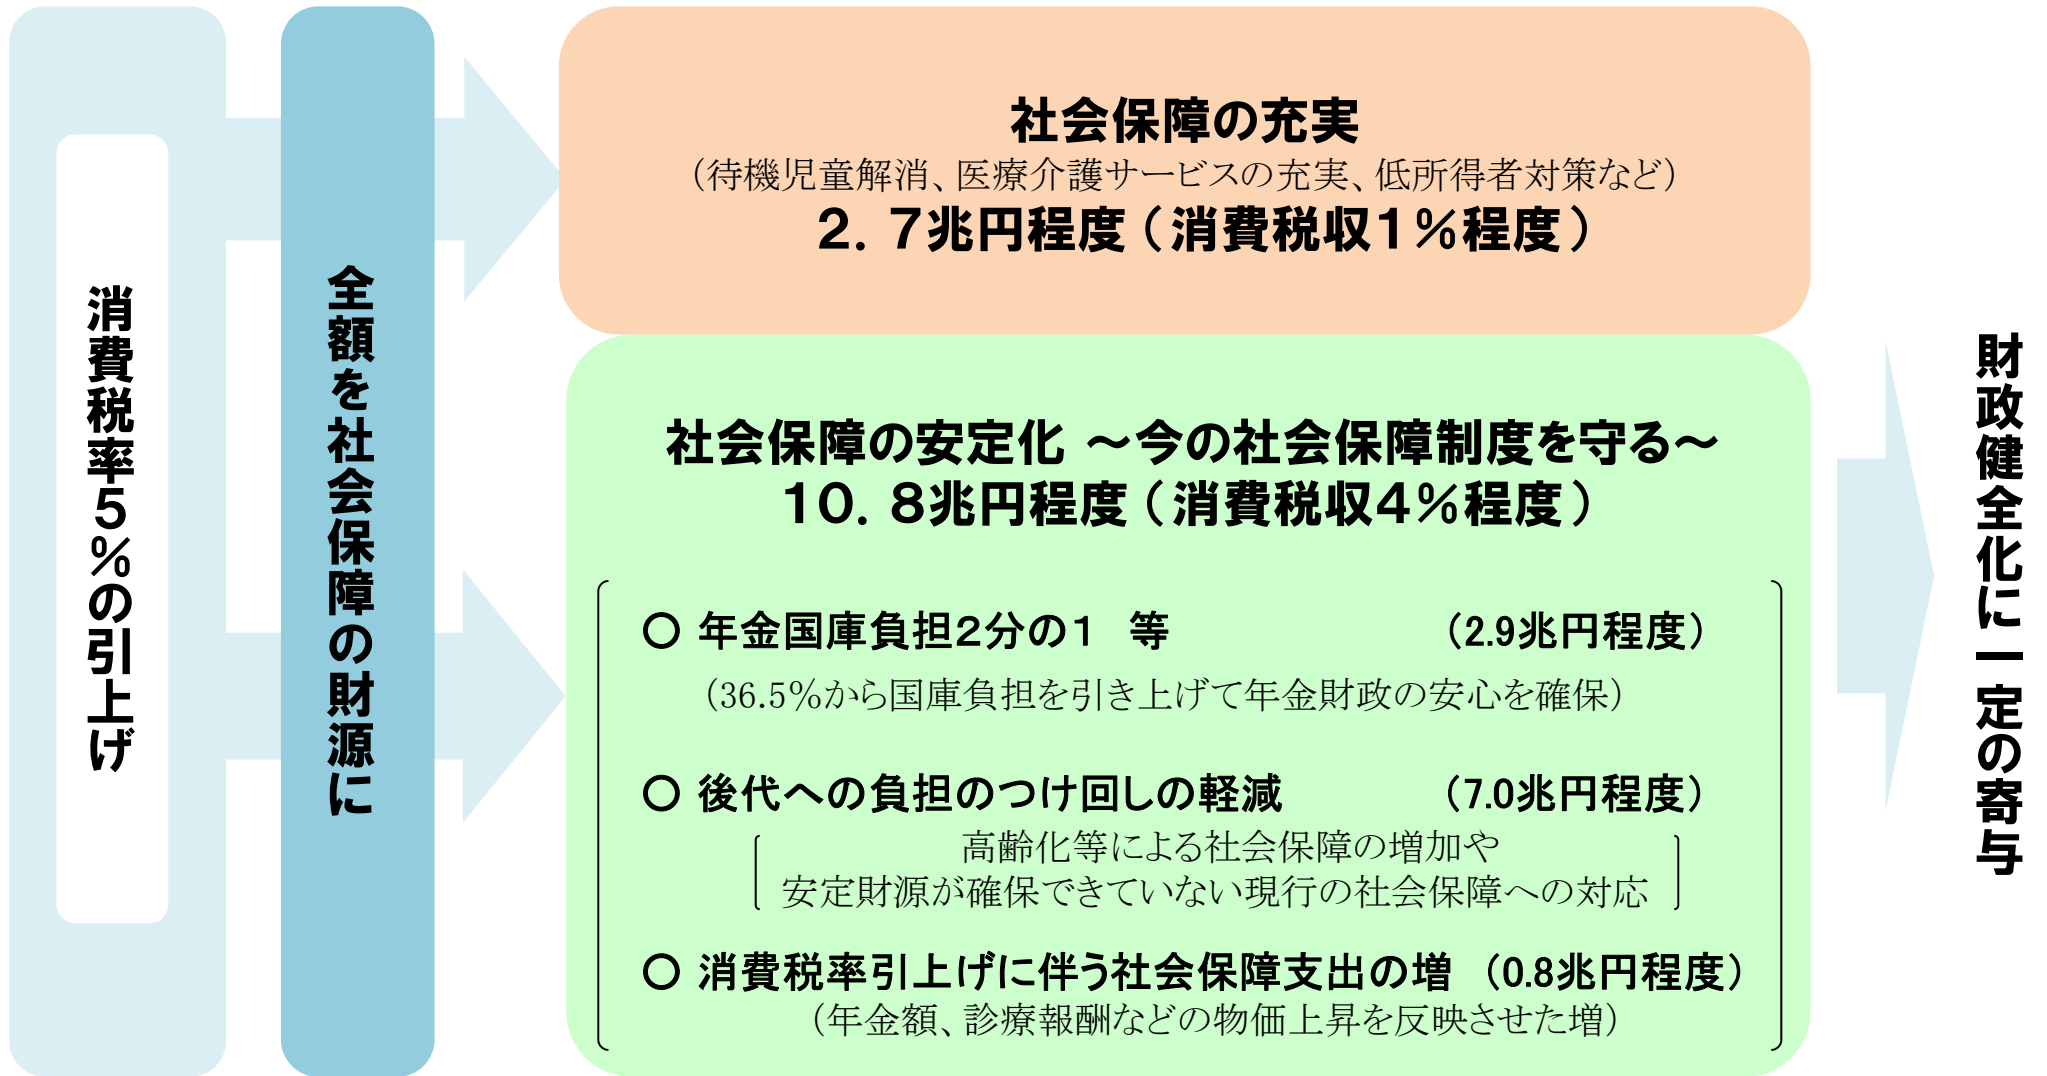 消費税率５％の引上げ
全額を社会保障の財源に
社会保障の充実
（待機児童解消、医療介護サービスの充実、低所得者対策など）
２．７兆円程度（消費税収１％程度）
社会保障の安定化 ～今の社会保障制度を守る～
１０．８兆円程度（消費税収４％程度）
○ 年金国庫負担２分の１　等　（2.9兆円程度）
（36.5％から国庫負担を引き上げて年金財政の安心を確保）
○ 後代への負担のつけ回しの軽減　（7.0兆円程度）
高齢化等による社会保障の増加や
安定財源が確保できていない現行の社会保障への対応
○ 消費税率引上げに伴う社会保障支出の増　（0.8兆円程度）
（年金額、診療報酬などの物価上昇を反映させた増）
財政健全化に一定の寄与